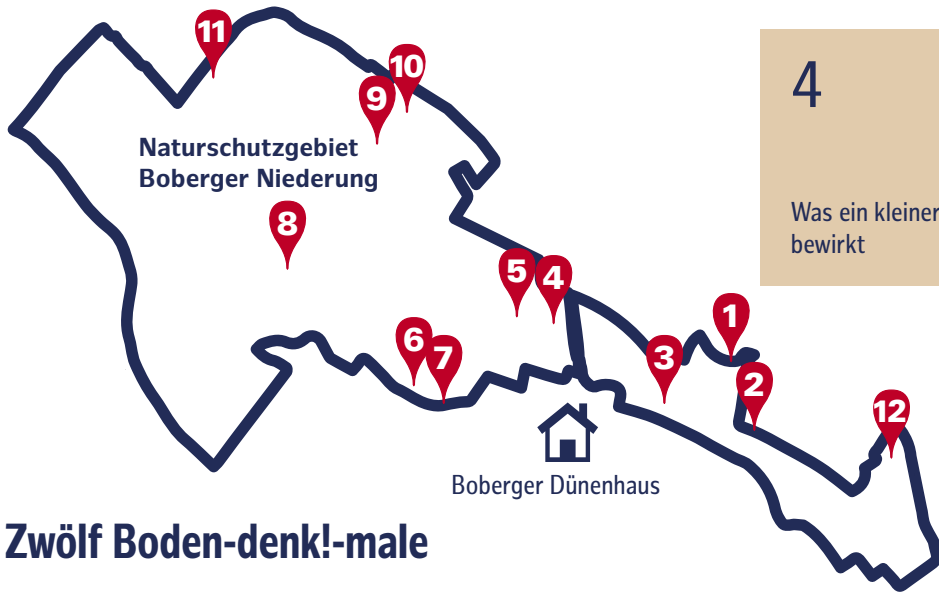 11
10
9
Naturschutzgebiet
Boberger Niederung
8
5
4
6
7
3
1
2
12
Boberger Dünenhaus
Zwölf Boden-denk!-male
4
Was ein kleiner
bewirkt